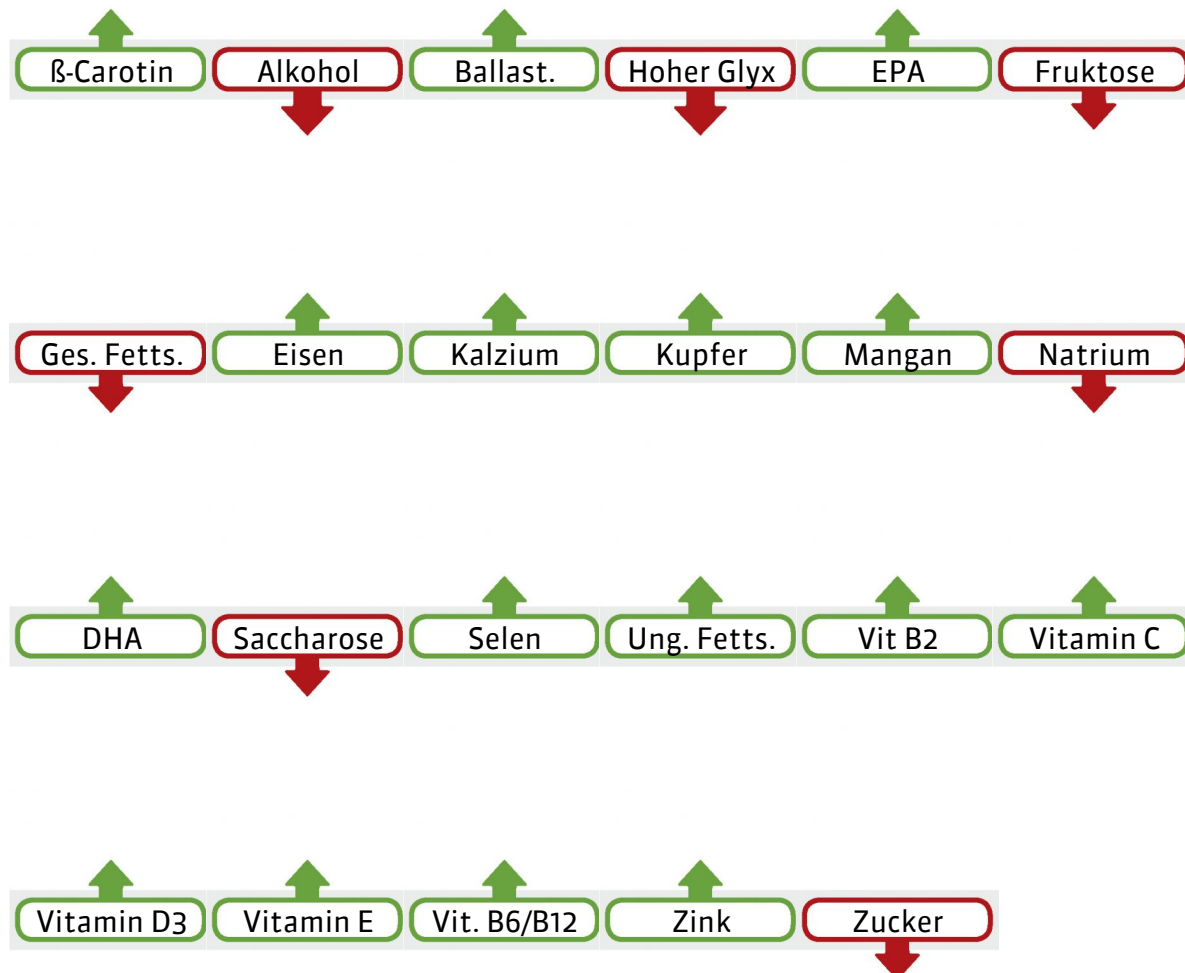 ß-Carotin Alkohol Ballast. Hoher Glyx EPA Fruktose
Ges. Fetts. Eisen Kalzium Kupfer Mangan Natrium
DHA Saccharose Selen Ung. Fetts. Vit B2 Vitamin C
Vitamin D3 Vitamin E Vit. B6/B12 Zink Zucker